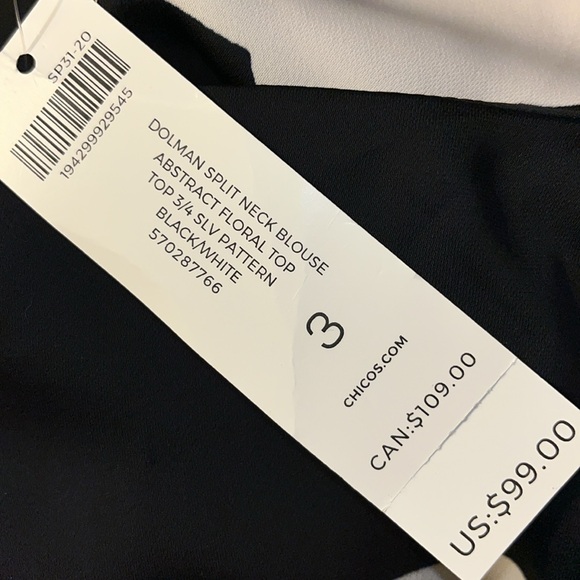 SP31-20
194299929545
DOLMAN SPLIT NECK BLOUSE
ABSTRACT FLORAL TOP
TOP 3/4 SLV PATTERN
BLACK/WHITE
570287766
3
CHICOS.COM
CAN:$109.00
US:$99.00